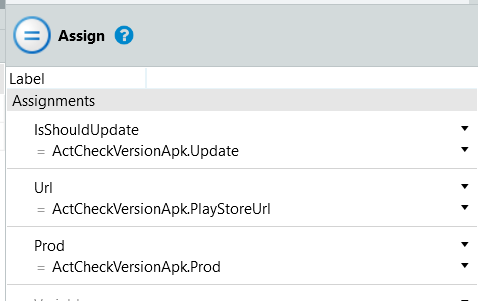 Assign ?
Label
Assignments
IsShouldUpdate
= ActCheckVersionApk.Update
Url
= ActCheckVersionApk.PlayStoreUrl
Prod
= ActCheckVersionApk.Prod